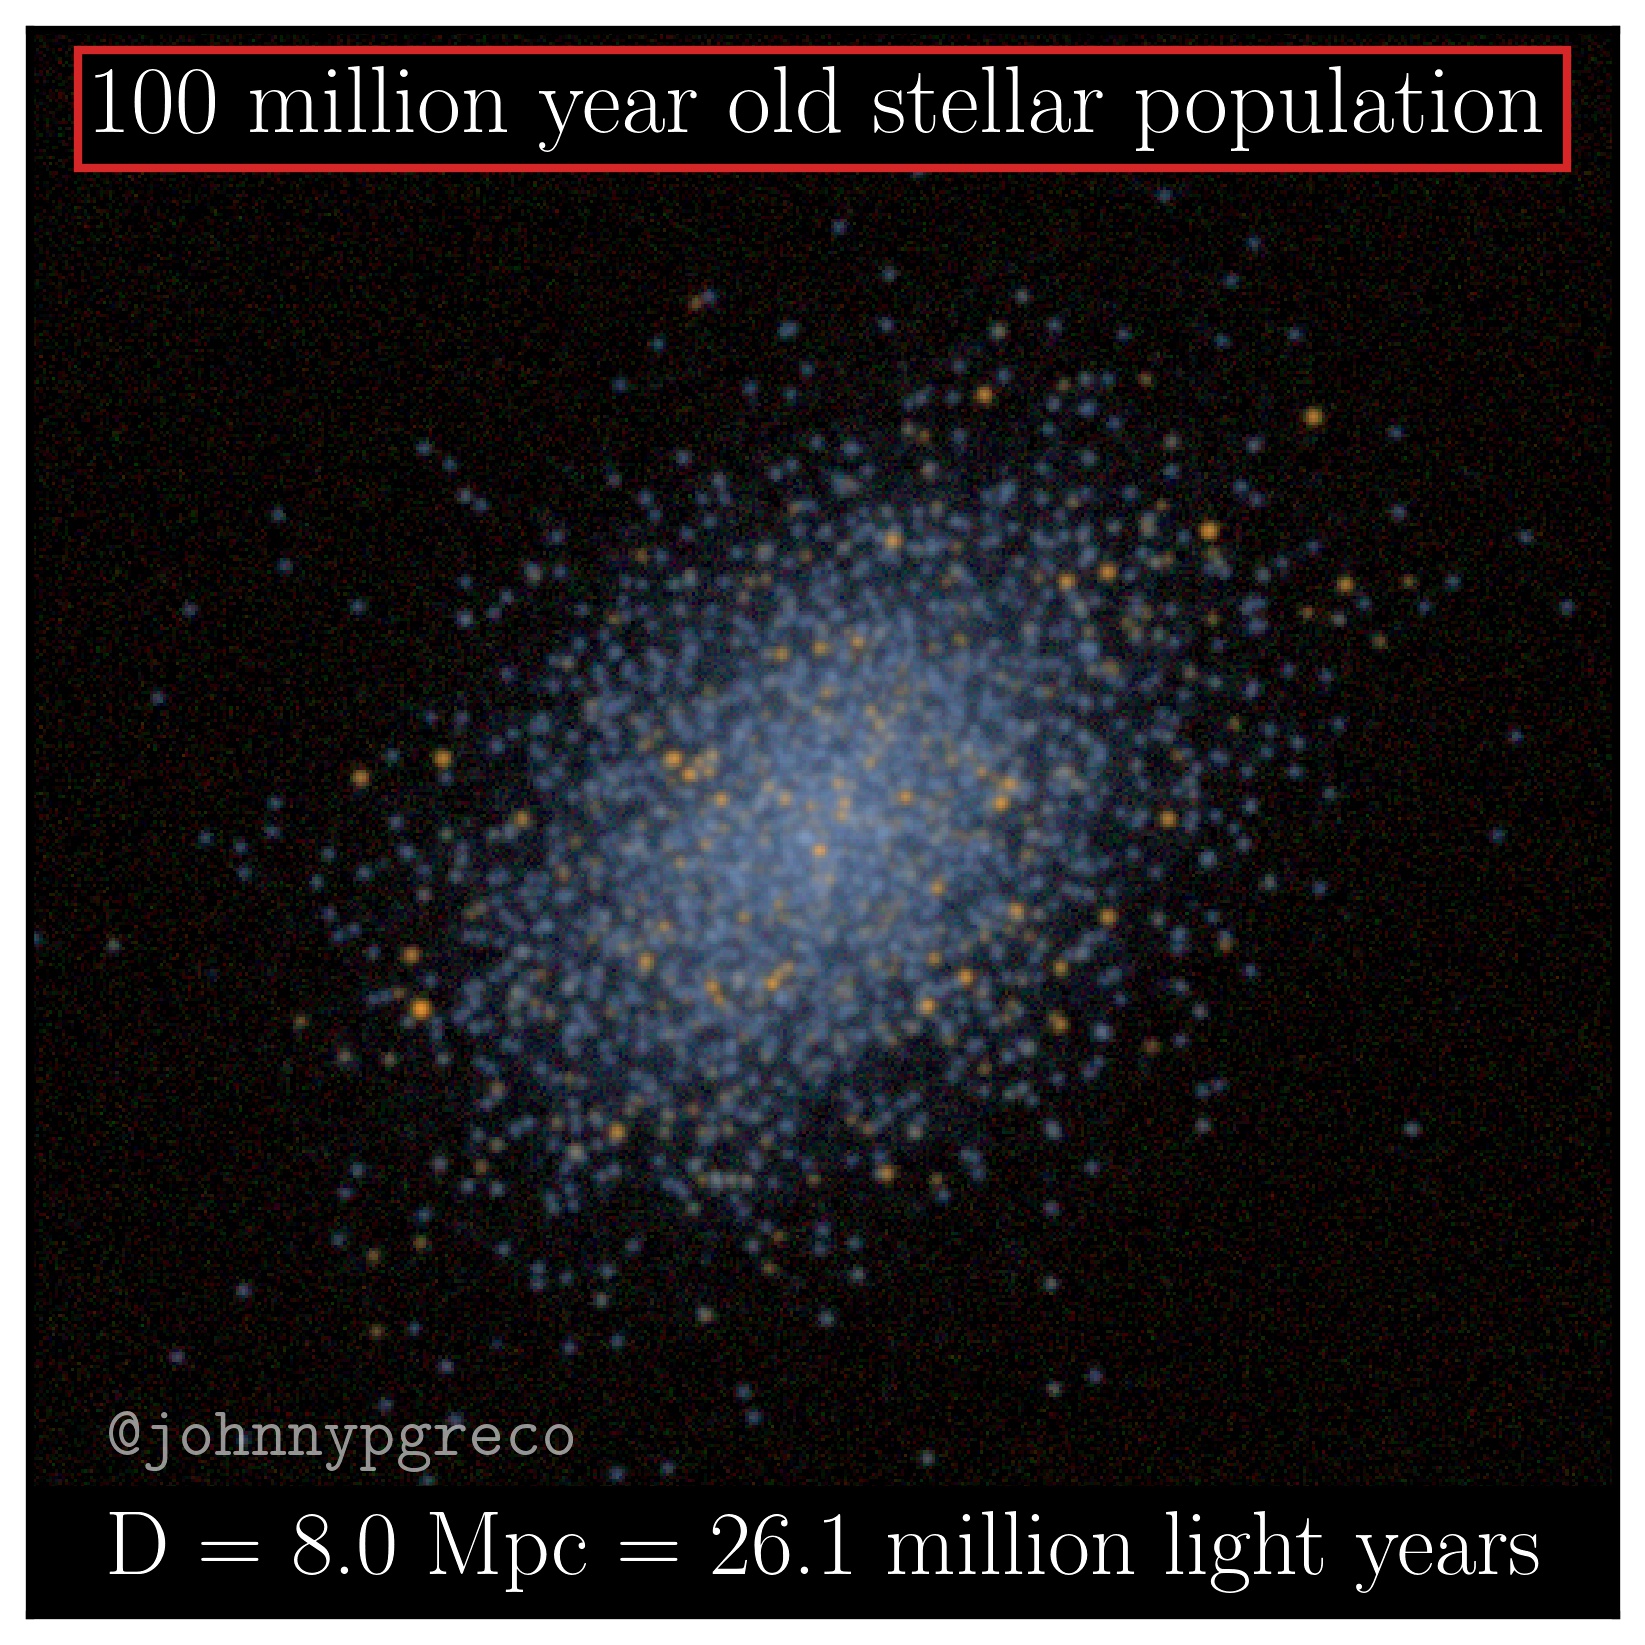 100 million year old stellar population
@johnnypgreco
D = 8.0 Mpc = 26.1 million light years